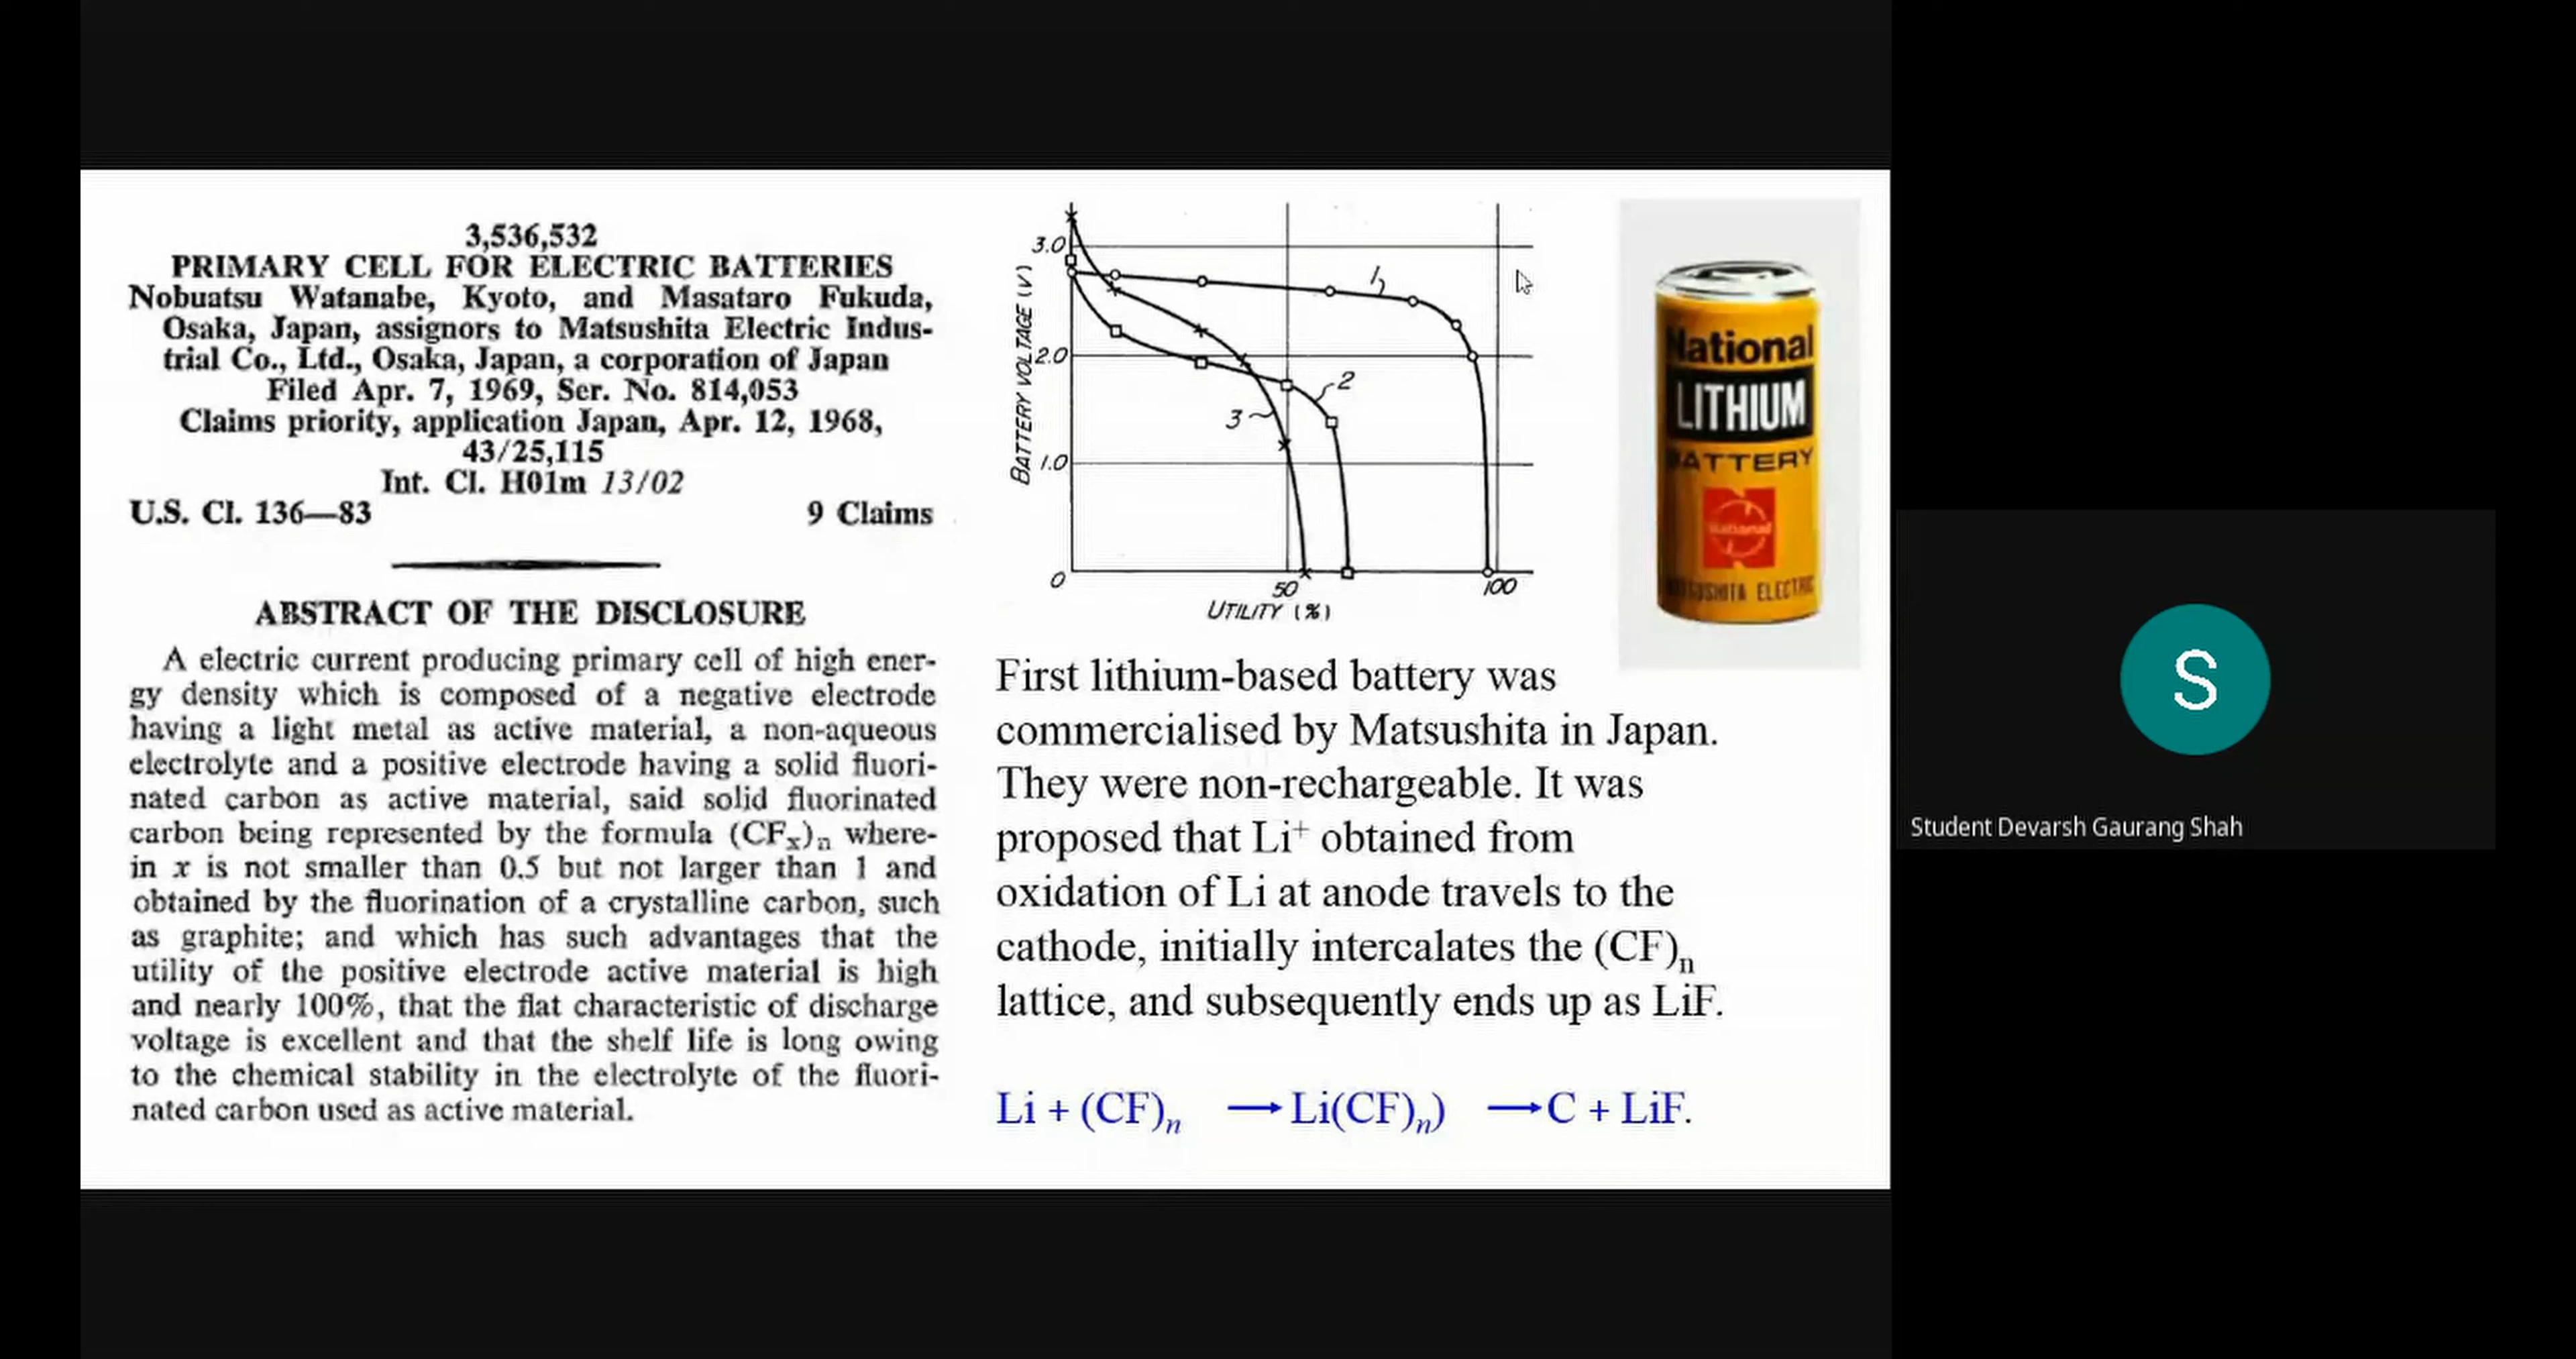 3,536,532
PRIMARY CELL FOR ELECTRIC BATTERIES
Nobuatsu Watanabe, Kyoto, and Masataro Fukuda,
Osaka, Japan, assignors to Matsushita Electric Indus-
trial Co., Ltd., Osaka, Japan, a corporation of Japan
Filed Apr. 7, 1969, Ser. No. 814,053
Claims priority, application Japan, Apr. 12, 1968,
43/25,115
Int. Cl. H01m 13/02
U.S. Cl. 136—83 9 Claims
ABSTRACT OF THE DISCLOSURE
A electric current producing primary cell of high ener-
gy density which is composed of a negative electrode
having a light metal as active material, a non-aqueous
electrolyte and a positive electrode having a solid fluori-
nated carbon as active material, said solid fluorinated
carbon being represented by the formula (CFx)n where-
in x is not smaller than 0.5 but not larger than 1 and
obtained by the fluorination of a crystalline carbon, such
as graphite; and which has such advantages that the
utility of the positive electrode active material is high
and nearly 100%, that the flat characteristic of discharge
voltage is excellent and that the shelf life is long owing
to the chemical stability in the electrolyte of the fluori-
nated carbon used as active material.
BATTERY VOLTAGE (V)
3.0
2.0
1.0
0
50
100
UTILITY (%)
1
2
3
National
LITHIUM
BATTERY
National
MATSUSHITA ELECTRIC
First lithium-based battery was
commercialised by Matsushita in Japan.
They were non-rechargeable. It was
proposed that Li⁺ obtained from
oxidation of Li at anode travels to the
cathode, initially intercalates the (CF)n
lattice, and subsequently ends up as LiF.
Li + (CF)n → Li(CF)n) → C + LiF.
S
Student Devarsh Gaurang Shah